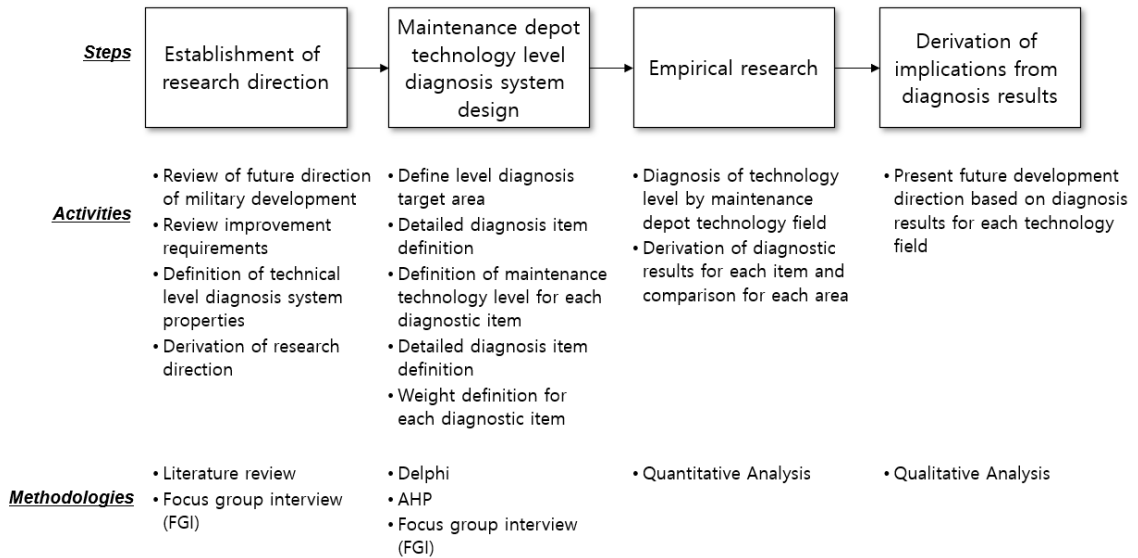 Steps
Establishment of
research direction
Maintenance depot
technology level
diagnosis system
design
Empirical research
Derivation of
implications from
diagnosis results
Activities
• Review of future direction
of military development
• Review improvement
requirements
• Definition of technical
level diagnosis system
properties
• Derivation of research
direction
• Define level diagnosis
target area
• Detailed diagnosis item
definition
• Definition of maintenance
technology level for each
diagnostic item
• Detailed diagnosis item
definition
• Weight definition for
each diagnostic item
• Diagnosis of technology
level by maintenance
depot technology field
• Derivation of diagnostic
results for each item and
comparison for each area
• Present future development
direction based on diagnosis
results for each technology
field
Methodologies
• Literature review
• Focus group interview
(FGI)
• Delphi
• AHP
• Focus group interview
(FGI)
• Quantitative Analysis
• Qualitative Analysis